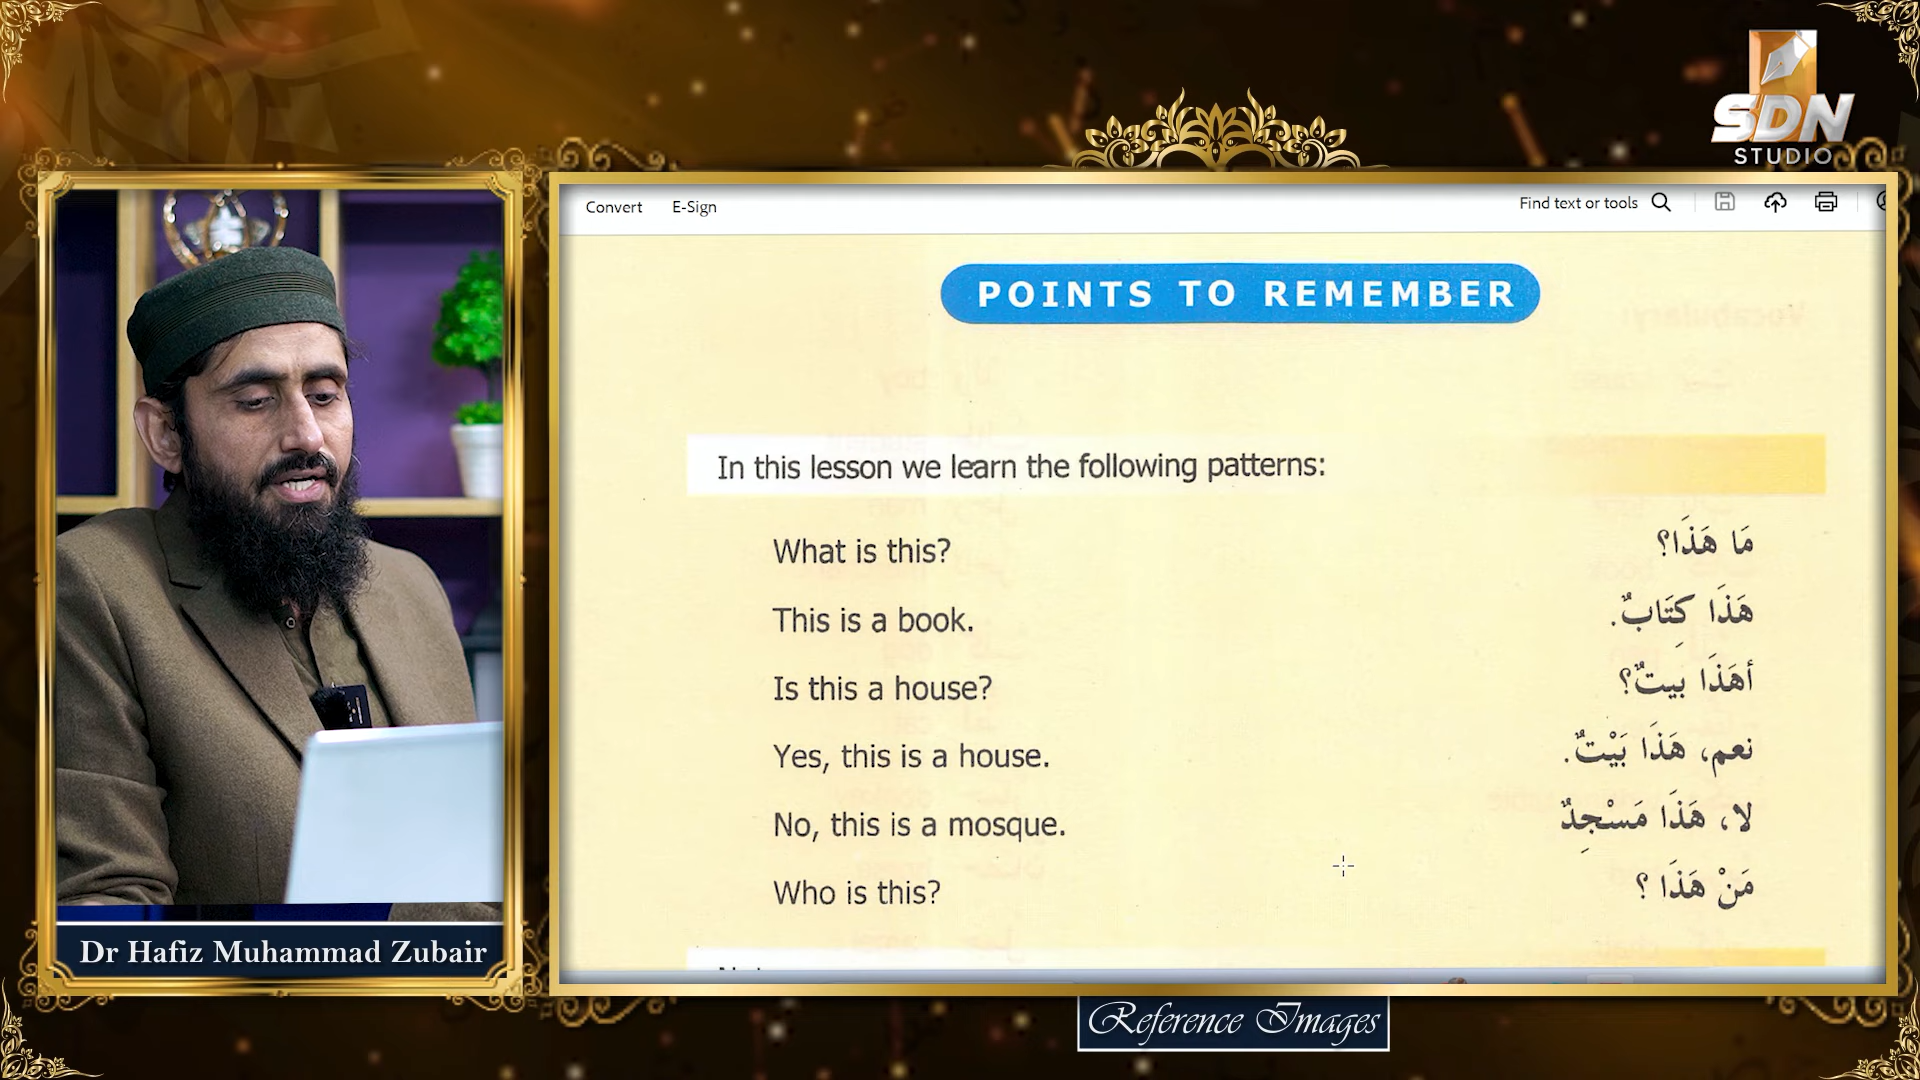 SDN
STUDIO
Convert E-Sign
Find text or tools
POINTS TO REMEMBER
In this lesson we learn the following patterns:
What is this? مَا هَذَا؟
This is a book. هَذَا كِتَابٌ.
Is this a house? أهَذَا بيتٌ؟
Yes, this is a house. نعم، هَذَا بَيْتٌ.
No, this is a mosque. لا، هَذَا مَسْجِدٌ
Who is this? مَنْ هَذَا ؟
Dr Hafiz Muhammad Zubair
Reference Images